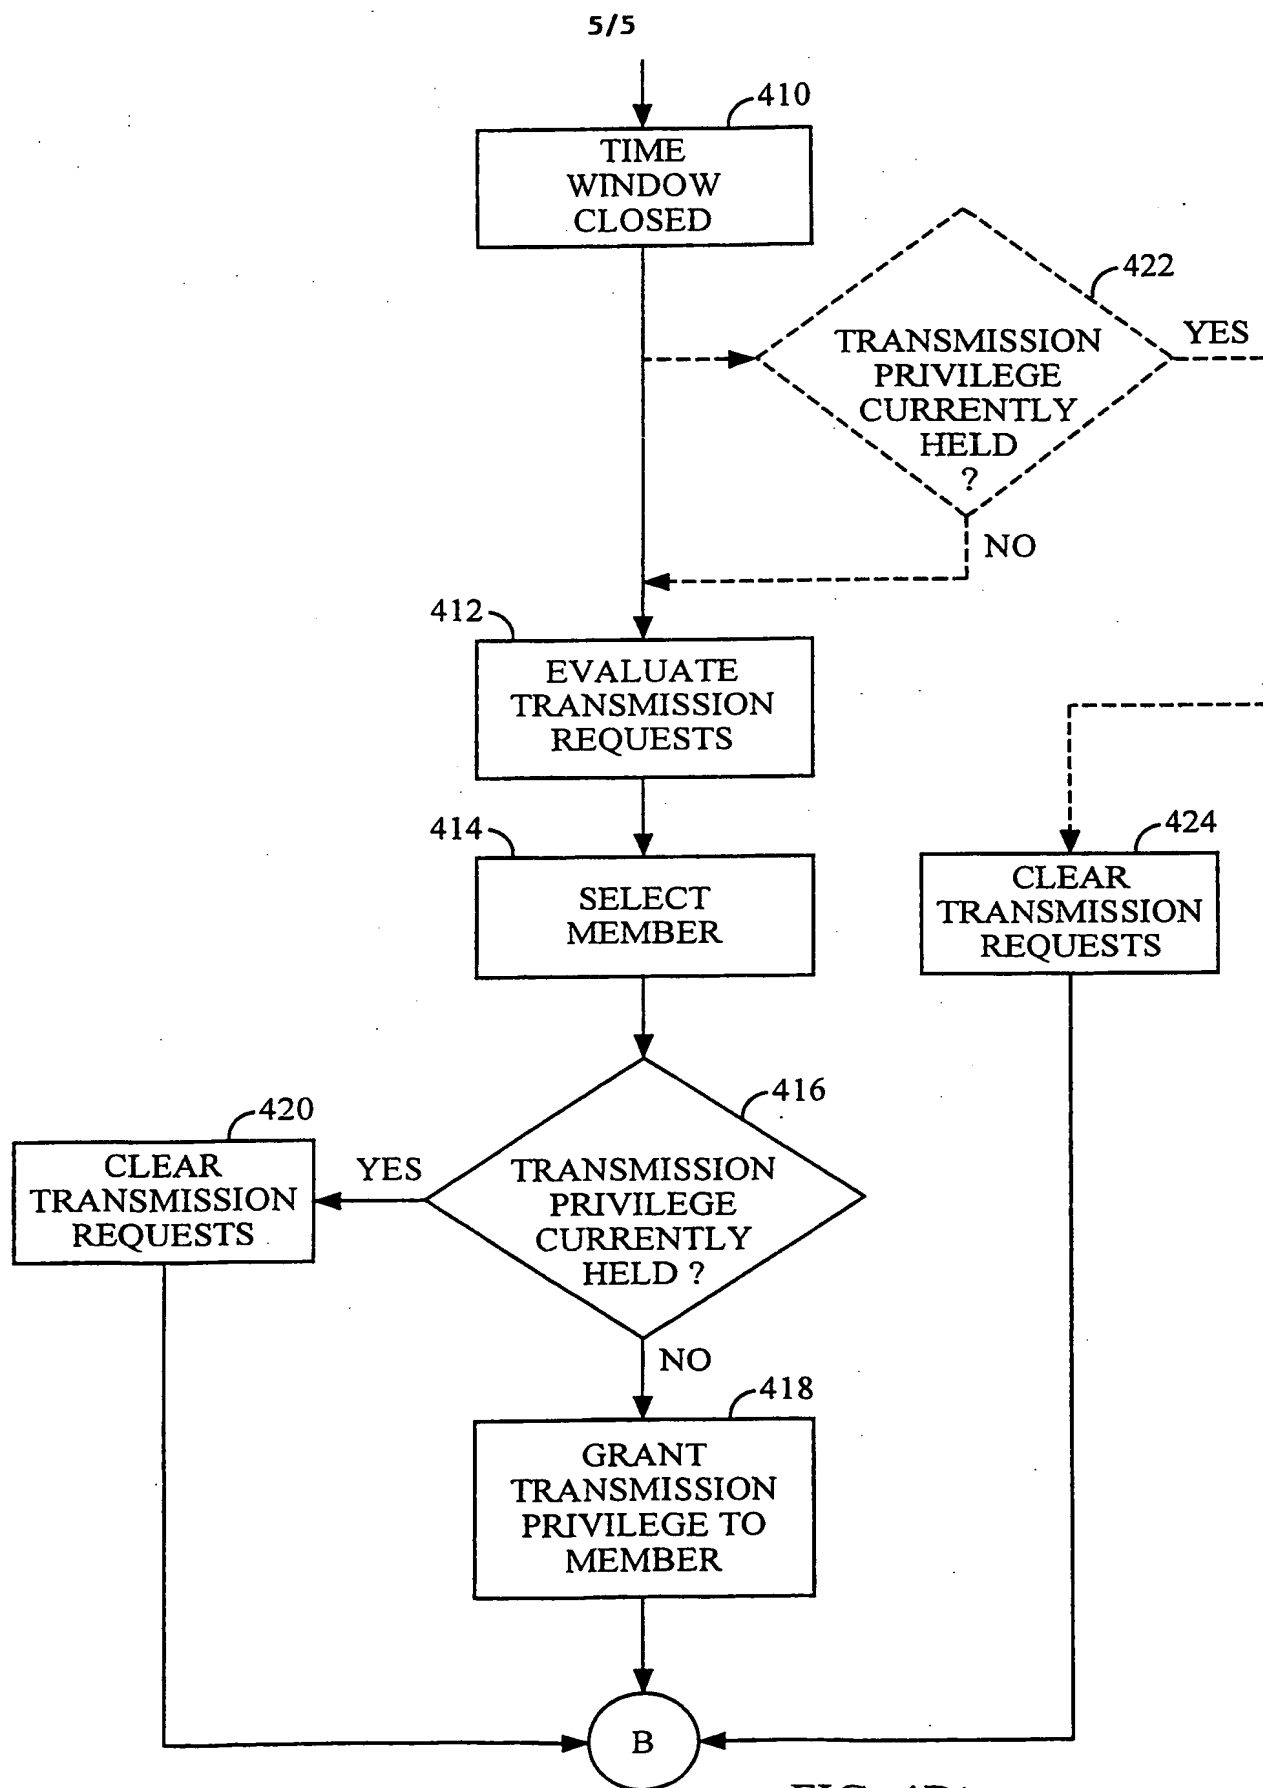 5/5
410
TIME
WINDOW
CLOSED
422
TRANSMISSION
PRIVILEGE
CURRENTLY
HELD
?
YES
NO
412
EVALUATE
TRANSMISSION
REQUESTS
414
SELECT
MEMBER
424
CLEAR
TRANSMISSION
REQUESTS
416
TRANSMISSION
PRIVILEGE
CURRENTLY
HELD ?
YES
420
CLEAR
TRANSMISSION
REQUESTS
NO
418
GRANT
TRANSMISSION
PRIVILEGE TO
MEMBER
B